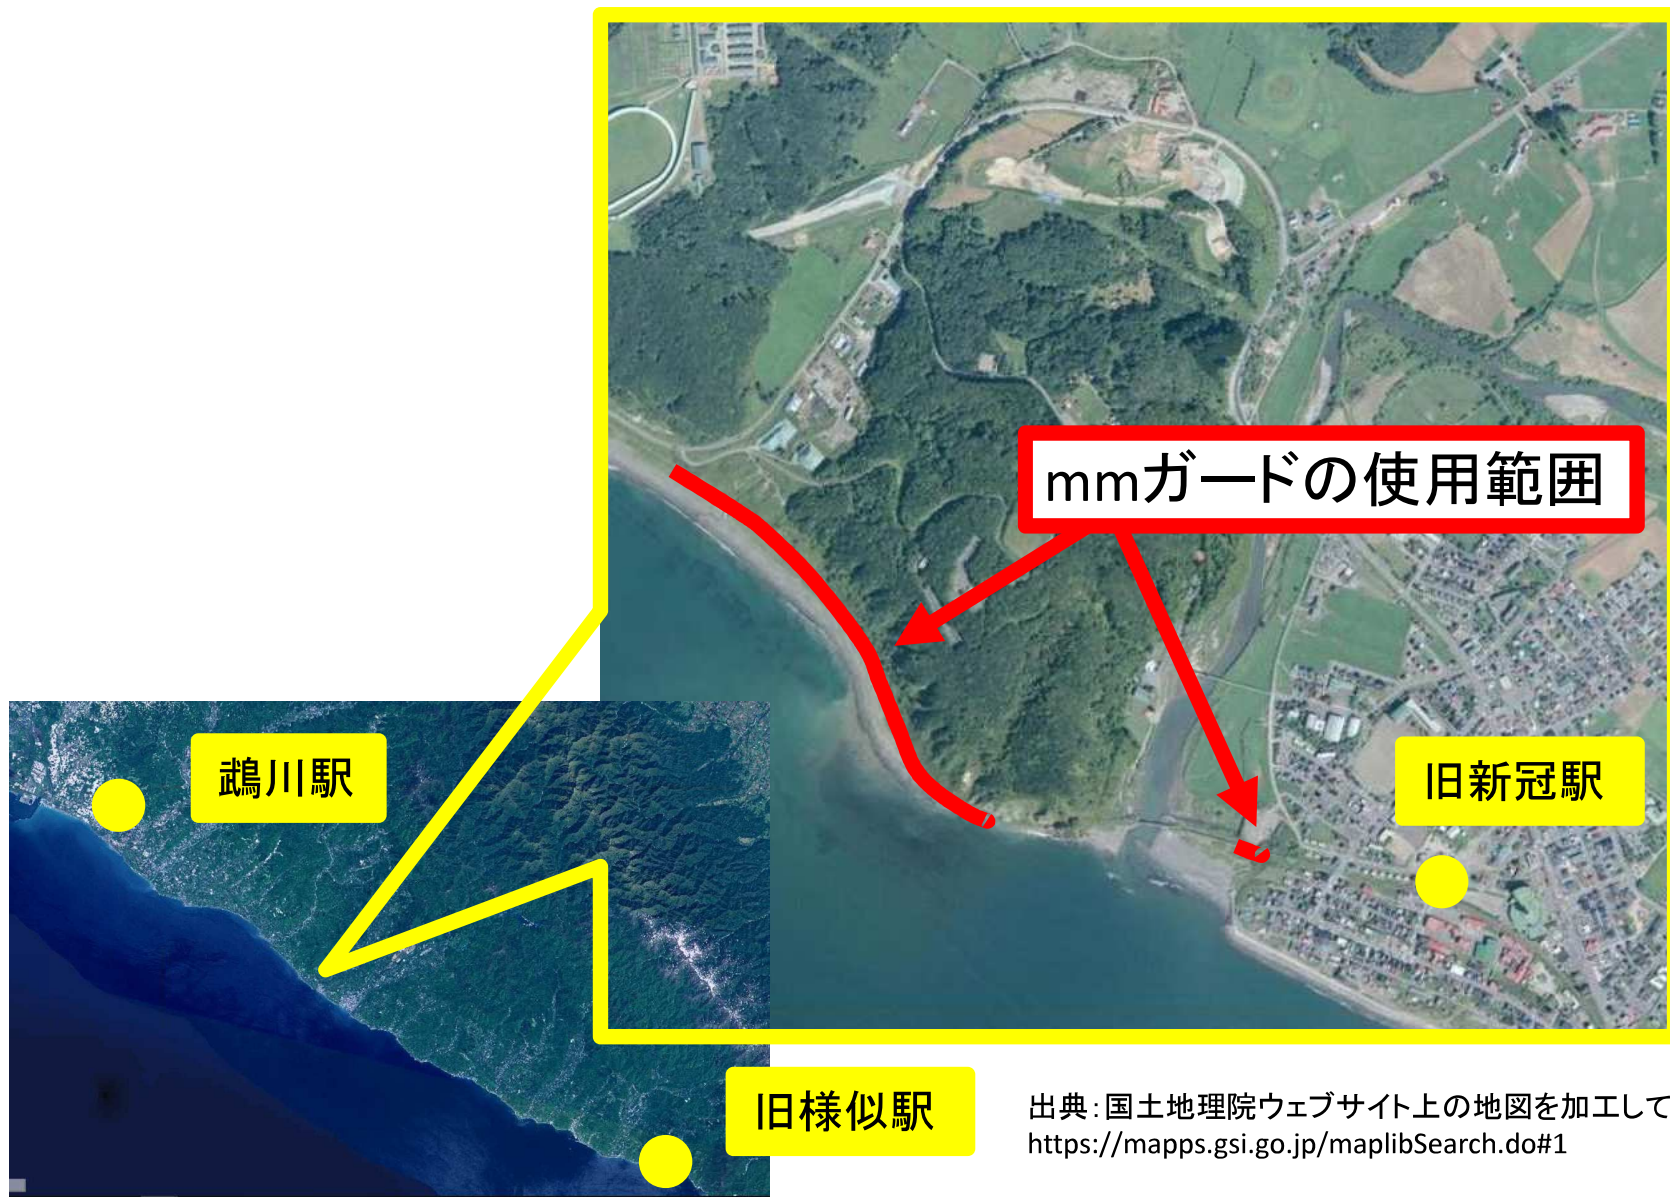 mmガードの使用範囲
旧新冠駅
鵡川駅
旧様似駅
出典：国土地理院ウェブサイト上の地図を加工して
https://mapps.gsi.go.jp/maplibSearch.do#1